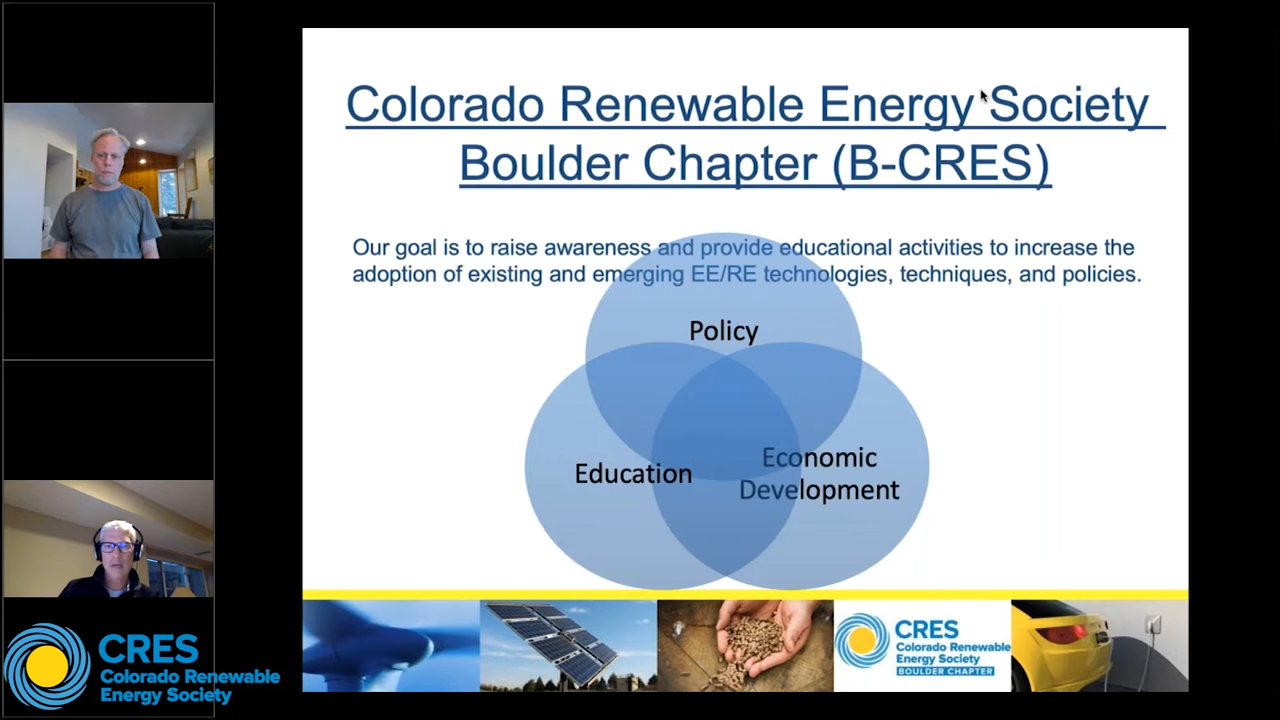 Colorado Renewable Energy Society
Boulder Chapter (B-CRES)
Our goal is to raise awareness and provide educational activities to increase the
adoption of existing and emerging EE/RE technologies, techniques, and policies.
Policy
Education
Economic
Development
CRES
Colorado Renewable
Energy Society
BOULDER CHAPTER
CRES
Colorado Renewable
Energy Society